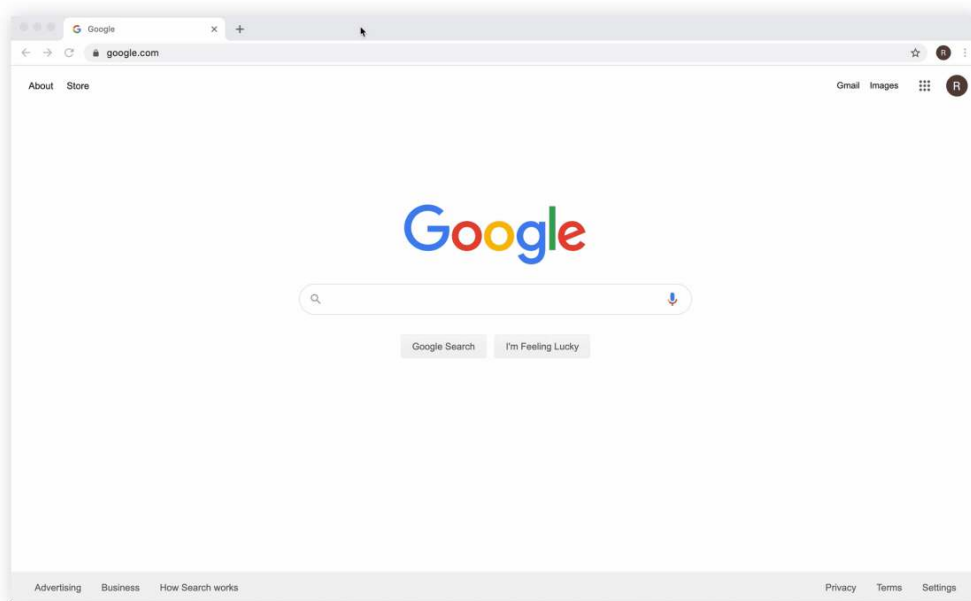 Google
google.com
R
About Store
Gmail Images
R
Google
Google Search I'm Feeling Lucky
Advertising Business How Search works
Privacy Terms Settings